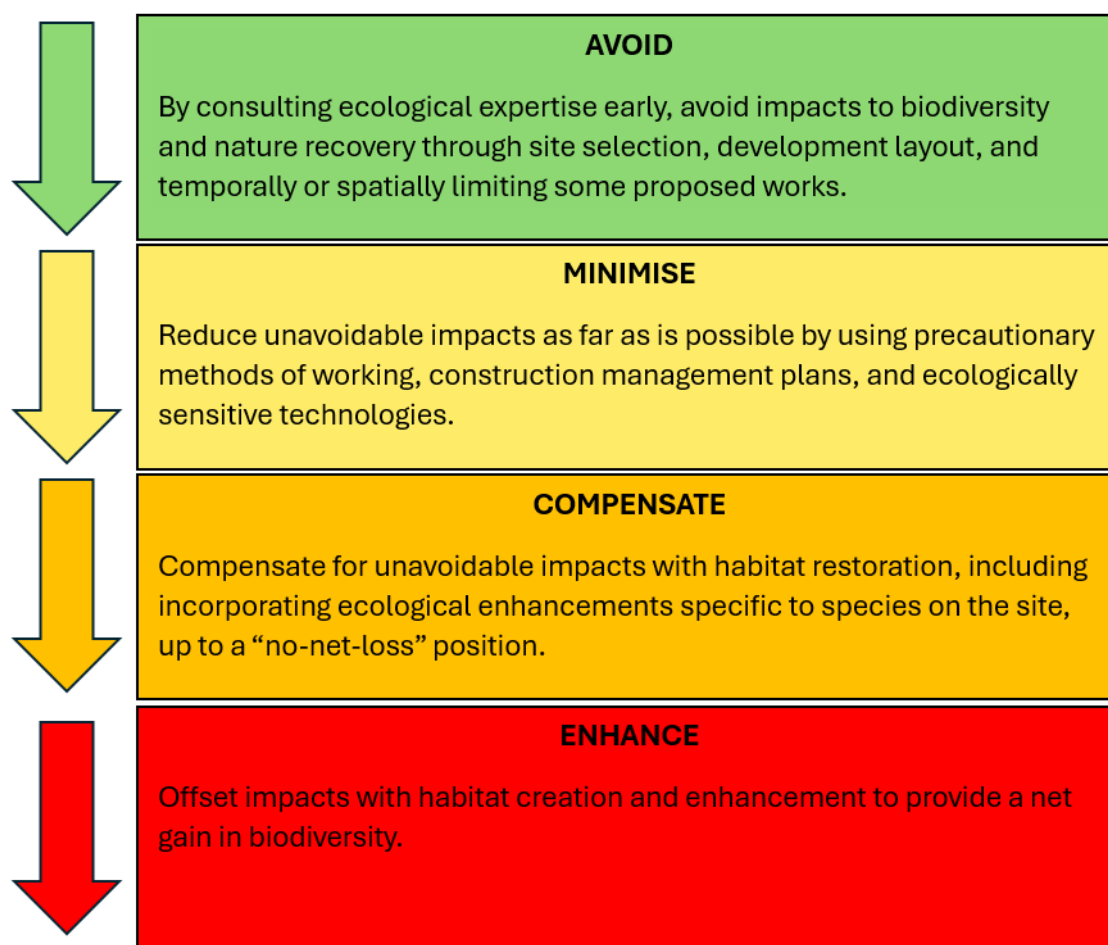 AVOID
By consulting ecological expertise early, avoid impacts to biodiversity
and nature recovery through site selection, development layout, and
temporally or spatially limiting some proposed works.
MINIMISE
Reduce unavoidable impacts as far as is possible by using precautionary
methods of working, construction management plans, and ecologically
sensitive technologies.
COMPENSATE
Compensate for unavoidable impacts with habitat restoration, including
incorporating ecological enhancements specific to species on the site,
up to a “no-net-loss” position.
ENHANCE
Offset impacts with habitat creation and enhancement to provide a net
gain in biodiversity.